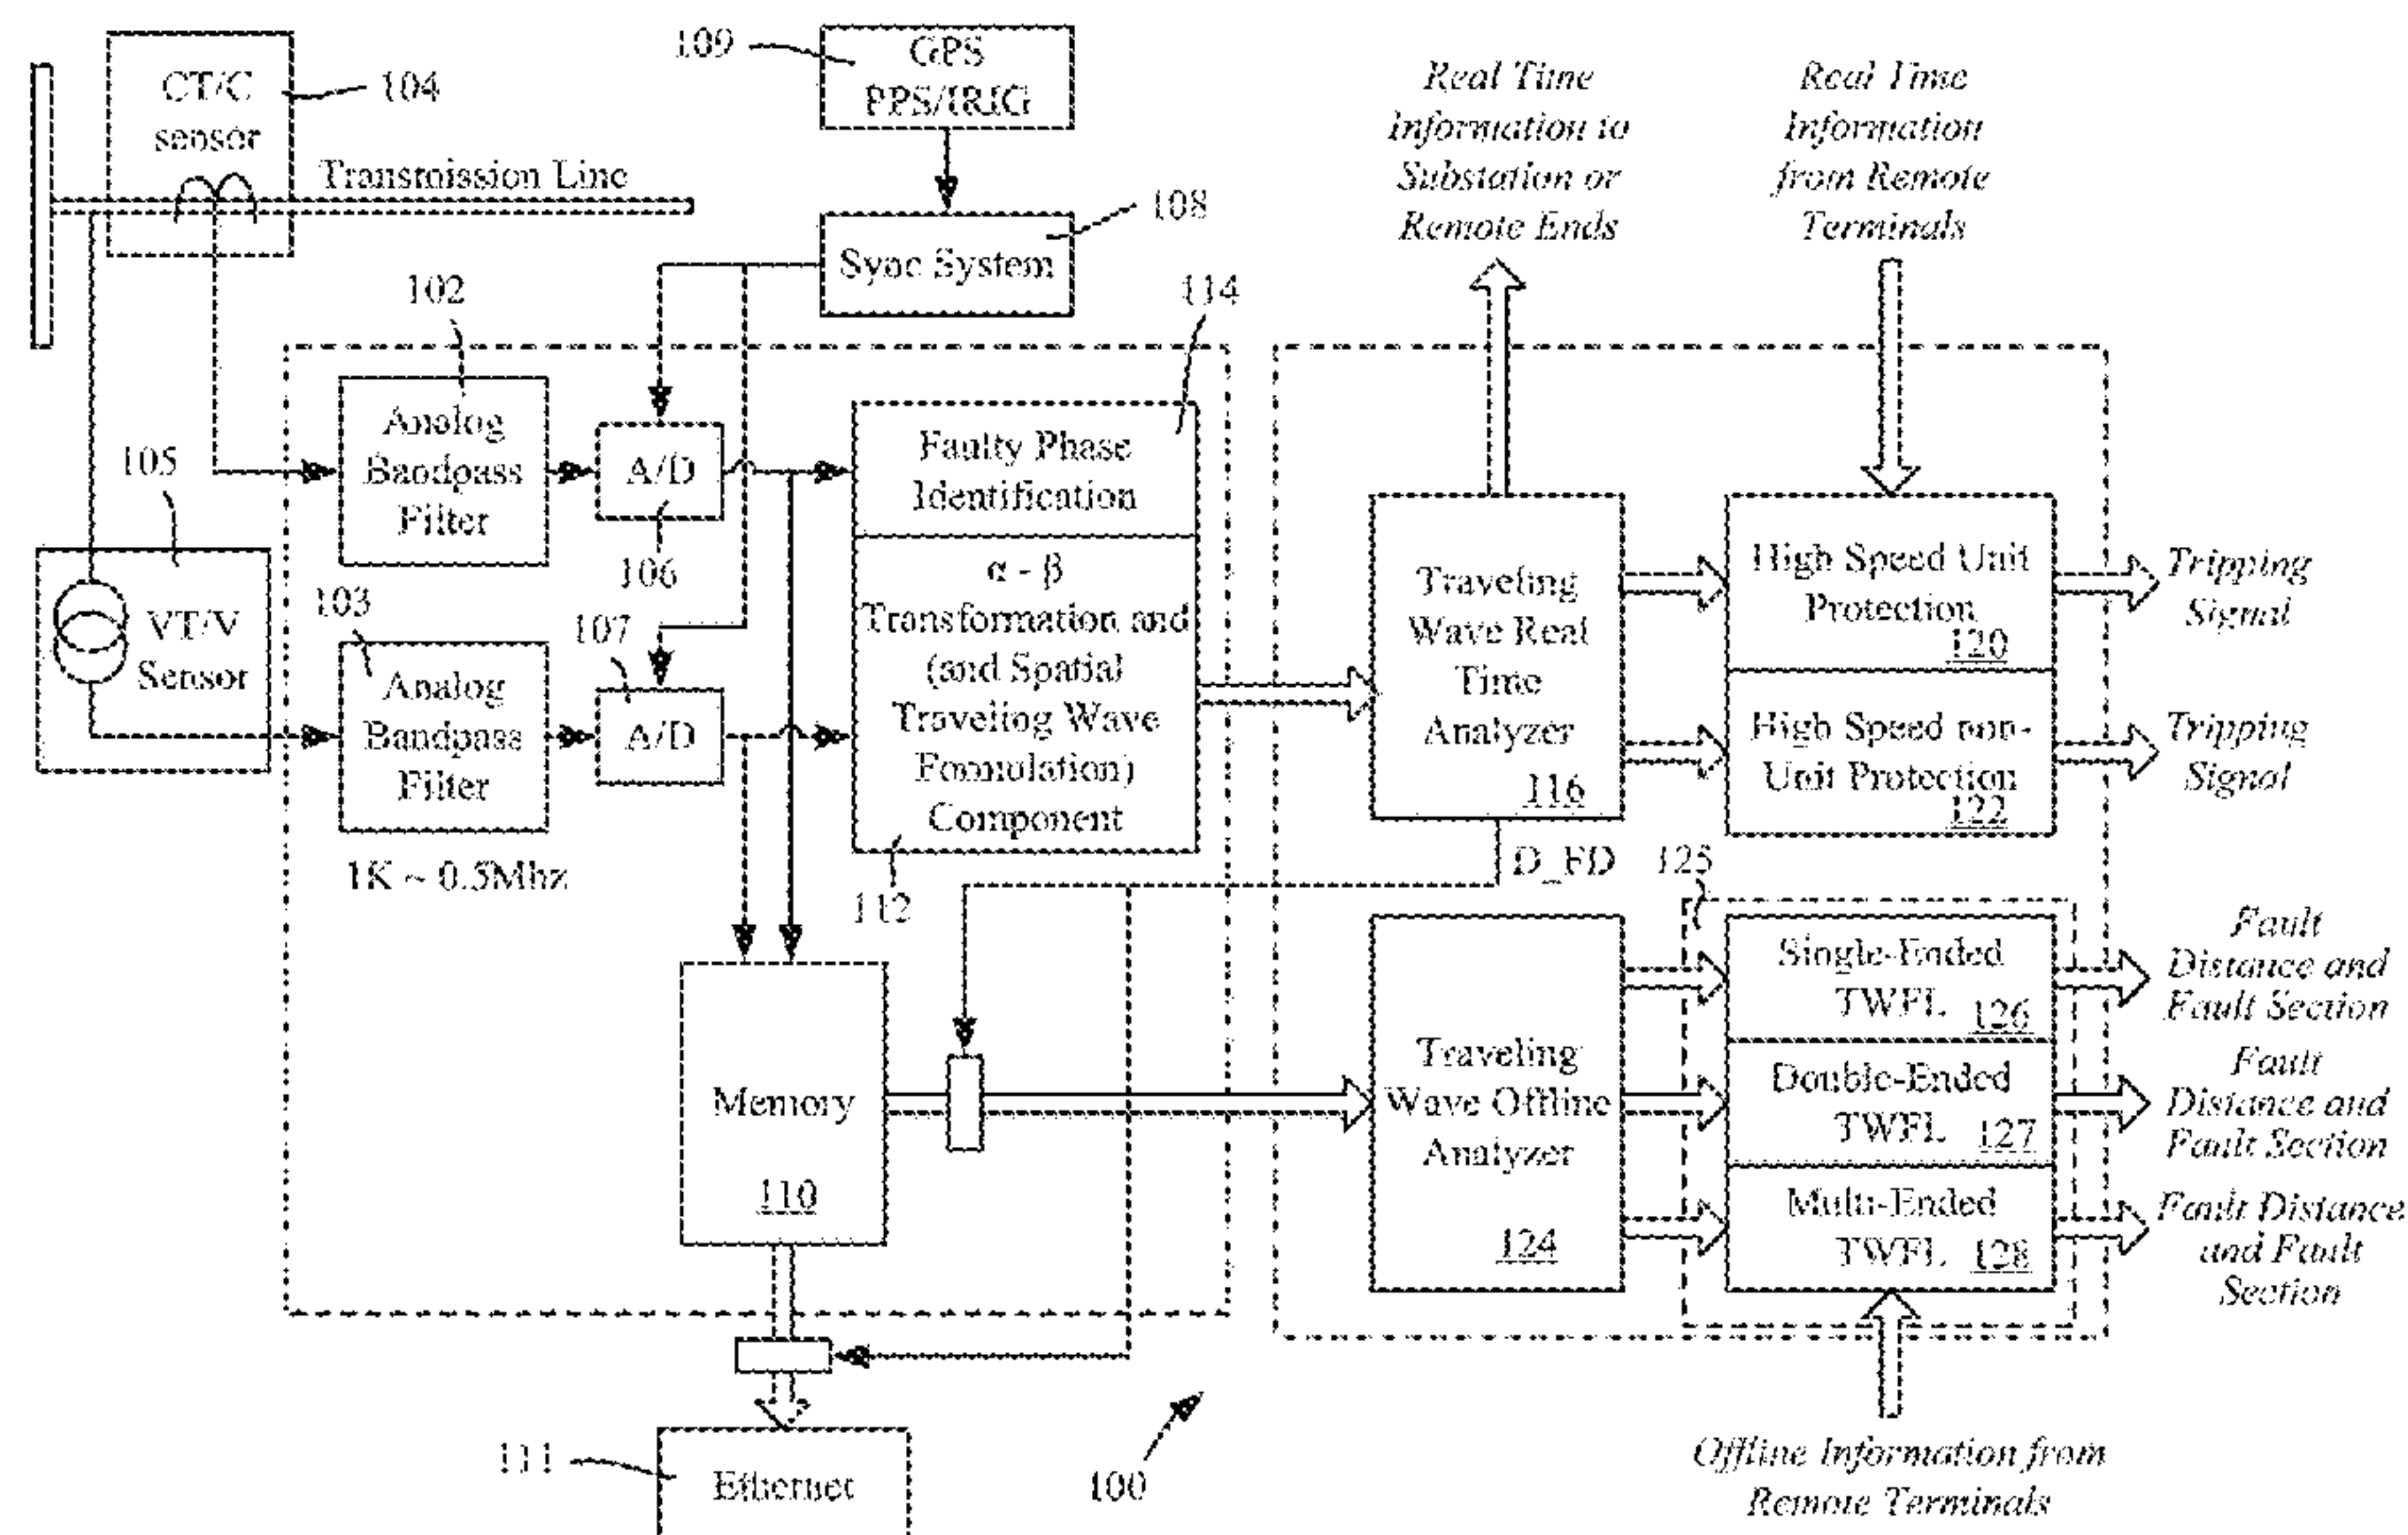 109
GPS
PPS/IRIG
CT/C
sensor
104
Transmission Line
108
Sync System
Real Time
Information to
Substation or
Remote Ends
Real Time
Information
from Remote
Terminals
102
114
Analog
Bandpass
Filter
A/D
106
Faulty Phase
Identification
105
VT/V
Sensor
103
107
Analog
Bandpass
Filter
A/D
1K ~ 0.5Mhz
α - β
Transformation and
(and Spatial
Traveling Wave
Formulation)
Component
112
Traveling
Wave Real
Time
Analyzer
116
High Speed Unit
Protection
120
Tripping
Signal
High Speed non-
Unit Protection
122
Tripping
Signal
D_FD
125
Memory
110
Traveling
Wave Offline
Analyzer
124
Single-Ended
TWFL 126
Fault
Distance and
Fault Section
Double-Ended
TWFL 127
Fault
Distance and
Fault Section
Multi-Ended
TWFL 128
Fault Distance
and Fault
Section
111
Ethernet
100
Offline Information from
Remote Terminals